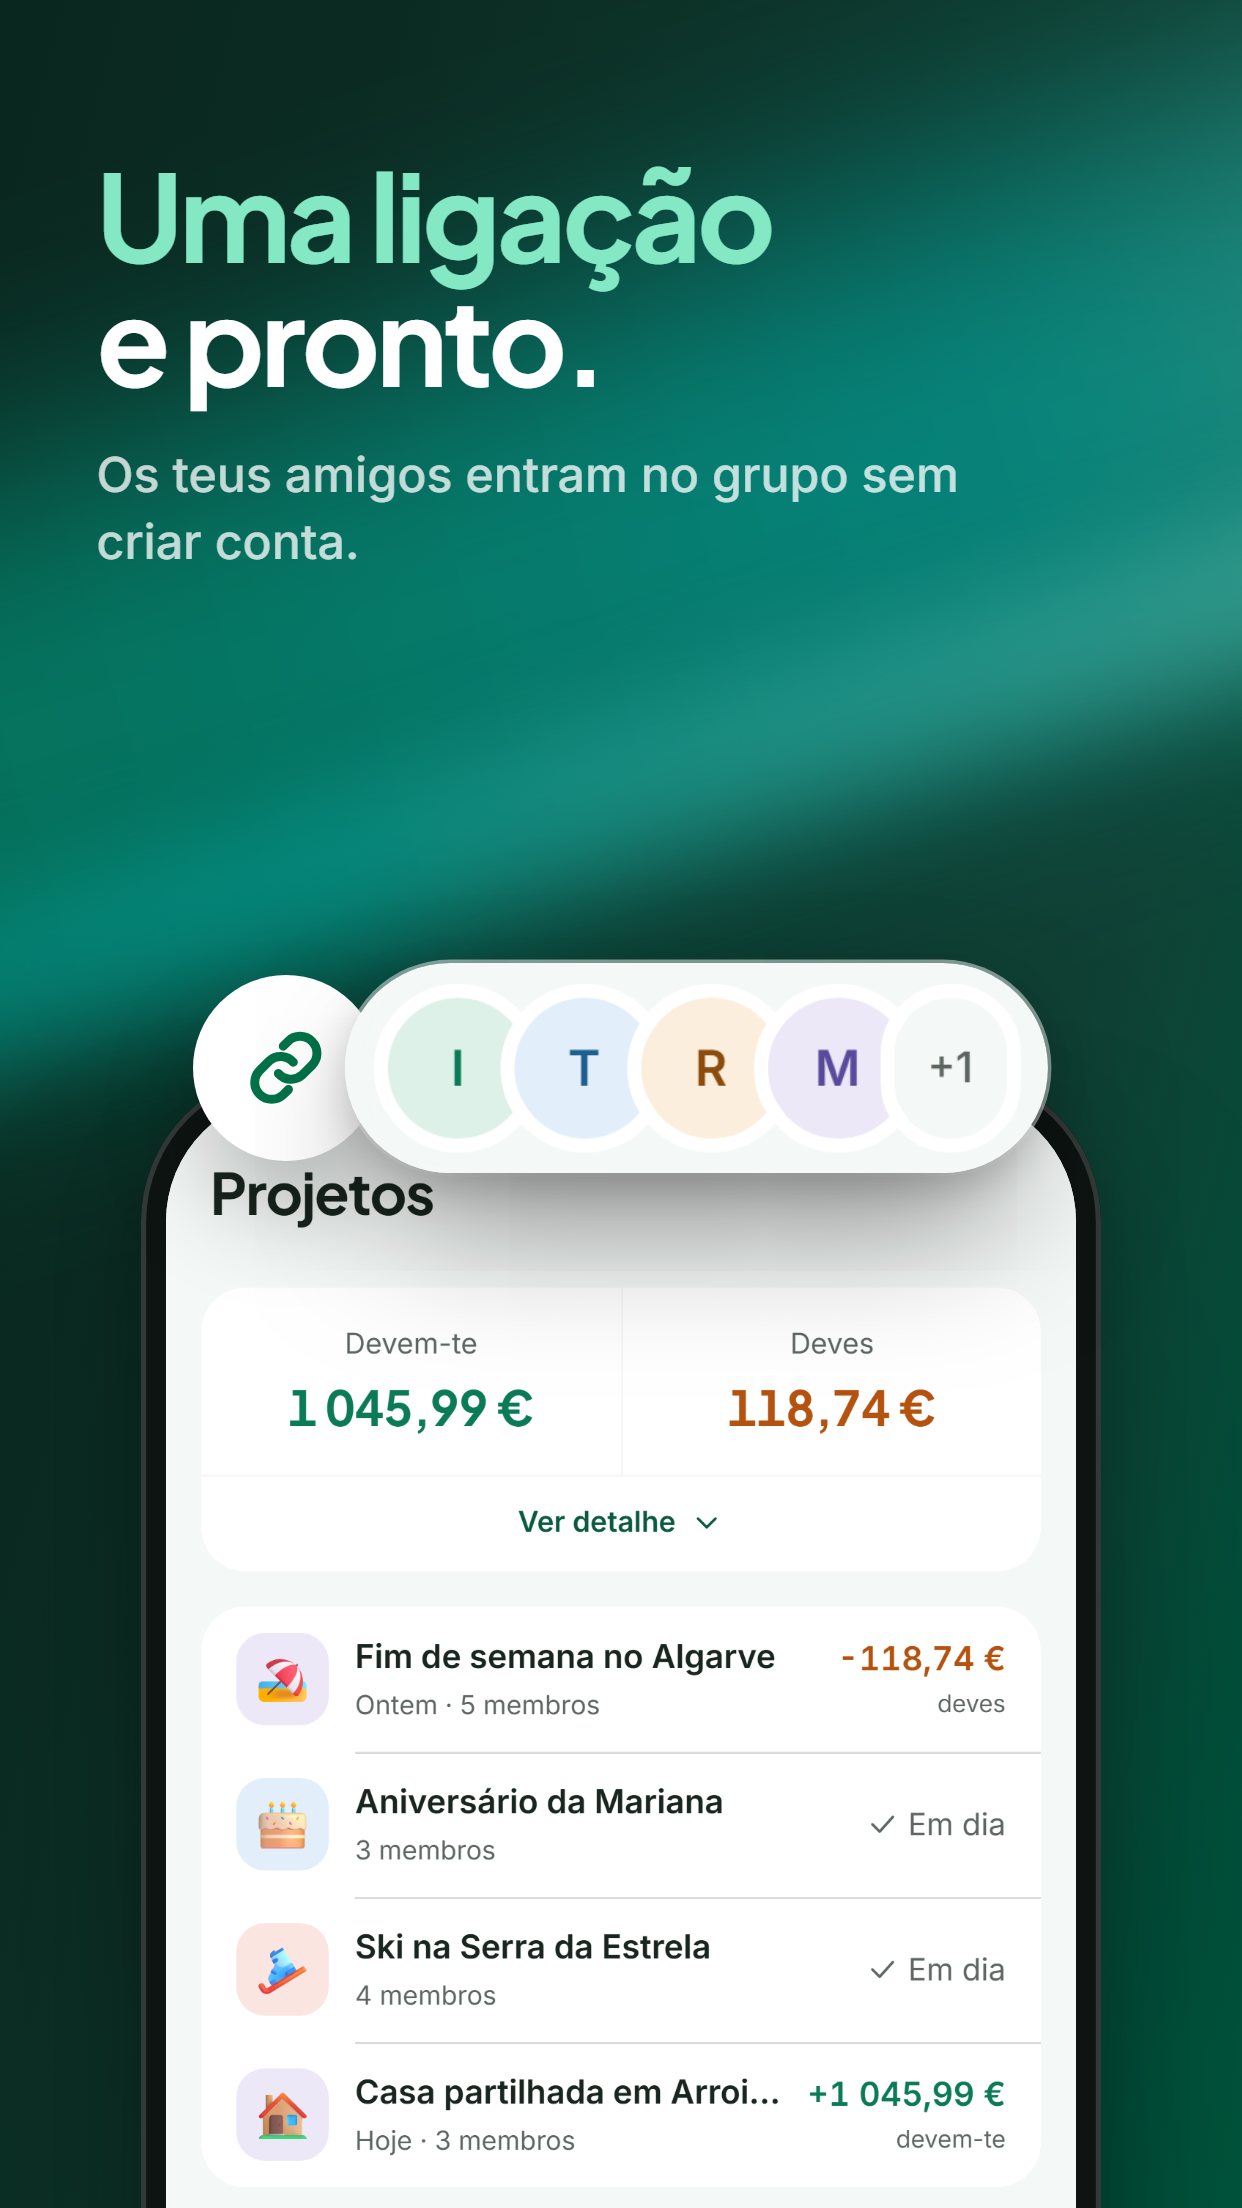 Uma ligação
e pronto.
Os teus amigos entram no grupo sem
criar conta.
I T R M +1
Projetos
Devem-te Deves
1 045,99 € 118,74 €
Ver detalhe
Fim de semana no Algarve -118,74 €
Ontem · 5 membros deves
Aniversário da Mariana
3 membros
Em dia
Ski na Serra da Estrela
4 membros
Em dia
Casa partilhada em Arroi... +1 045,99 €
Hoje · 3 membros devem-te